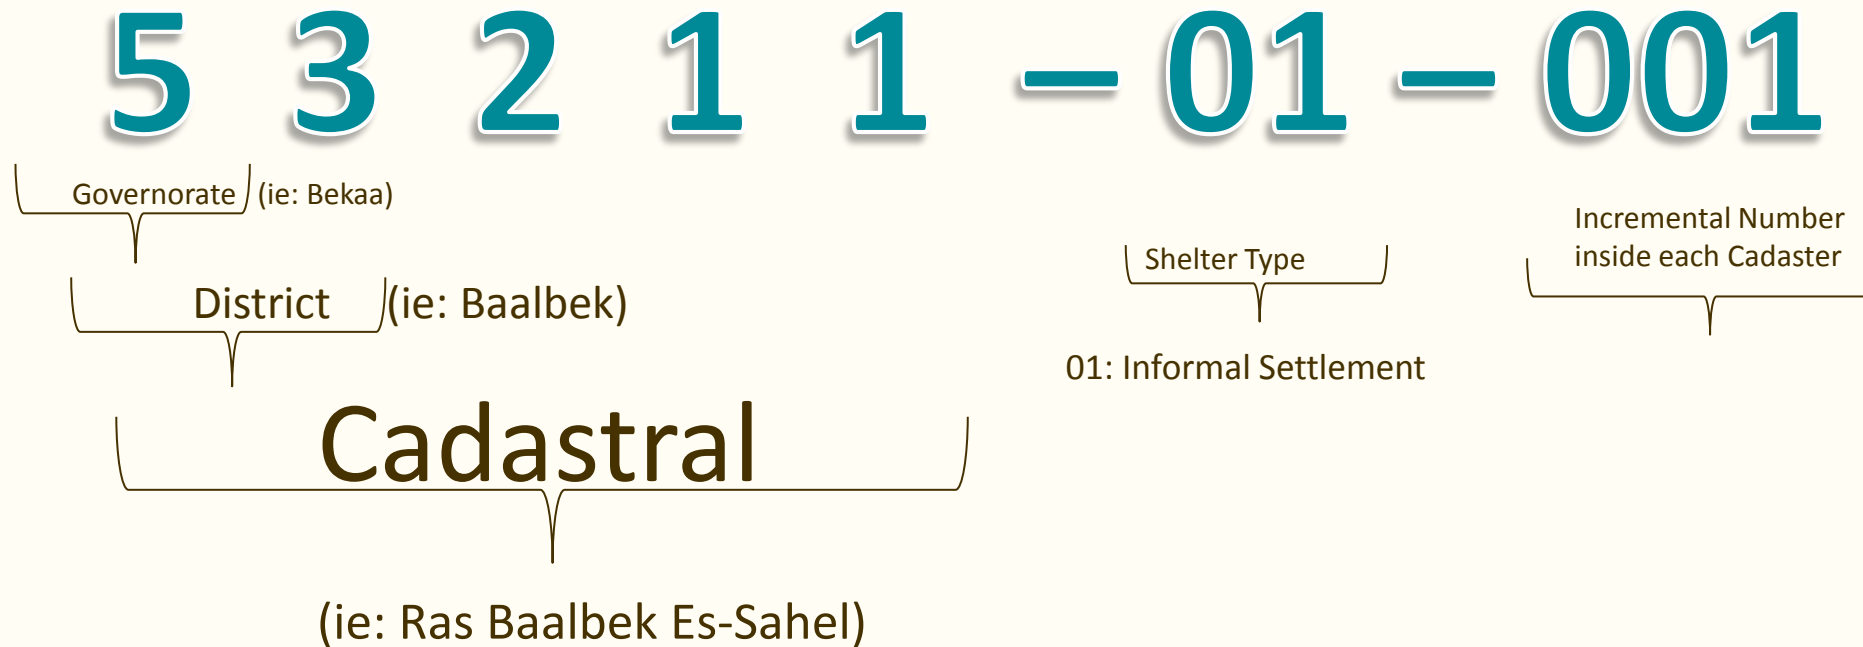 5 3 2 1 1 – 01 – 001
Governorate (ie: Bekaa)
Incremental Number
inside each Cadaster
Shelter Type
District (ie: Baalbek)
01: Informal Settlement
Cadastral
(ie: Ras Baalbek Es-Sahel)